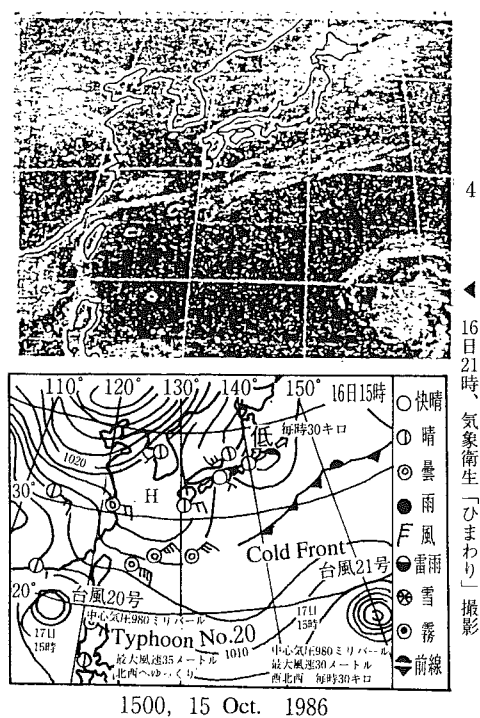 4
◀ 16日21時、気象衛生「ひまわり」撮影
110° 120° 130° 140° 150° 16日15時
低 毎時30キロ
1020
30°
H
Cold Front
20°
台風20号
台風21号
中心気圧980ミリバール
17日
15時
Typhoon No.20
1010
17日
15時
最大風速35メートル
北西へゆっくり
中心気圧980ミリバール
最大風速30メートル
西北西 毎時30キロ
快晴
晴
曇
雨
風
雷雨
雪
霧
前線
1500, 15 Oct. 1986